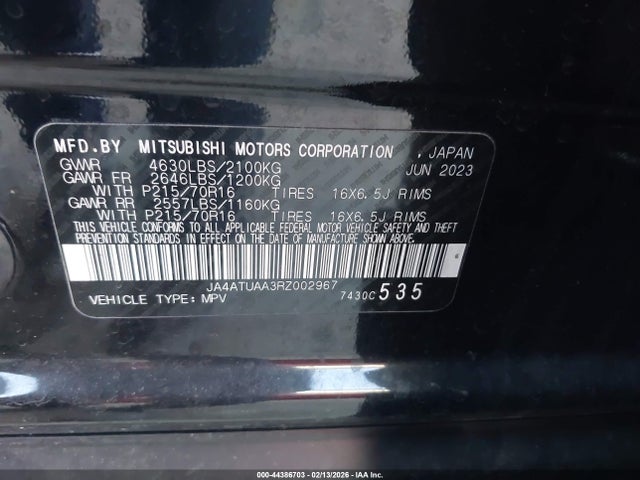 MFD.BY MITSUBISHI MOTORS CORPORATION , JAPAN
GVWR 4630LBS/2100KG JUN 2023
GAWR FR 2646LBS/1200KG
WITH P215/70R16 TIRES 16X6.5J RIMS
GAWR RR 2557LBS/1160KG
WITH P215/70R16 TIRES 16X6.5J RIMS
THIS VEHICLE CONFORMS TO ALL APPLICABLE FEDERAL MOTOR VEHICLE SAFETY AND THEFT
PREVENTION STANDARDS IN EFFECT ON THE DATE OF MANUFACTURE SHOWN ABOVE.
JA4ATUAA3RZ002967
VEHICLE TYPE:MPV 7430C 535
000-44386703 - 02/13/2026 - IAA Inc.